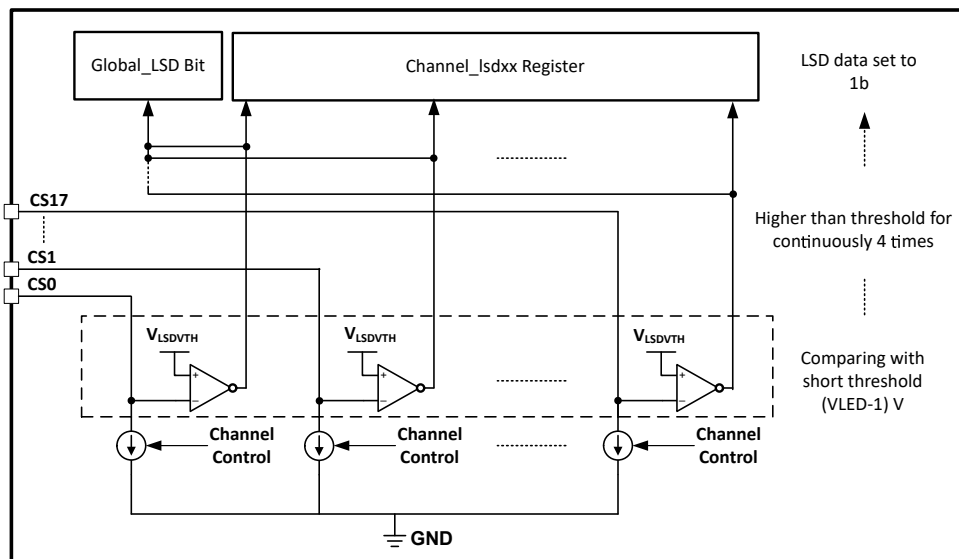 Global_LSD Bit
Channel_lsdxx Register
LSD data set to
1b
CS17
Higher than threshold for
continuously 4 times
CS1
CS0
VLSDVTH
VLSDVTH
VLSDVTH
+
−
+
−
+
−
Comparing with
short threshold
(VLED-1) V
Channel
Control
Channel
Control
Channel
Control
GND